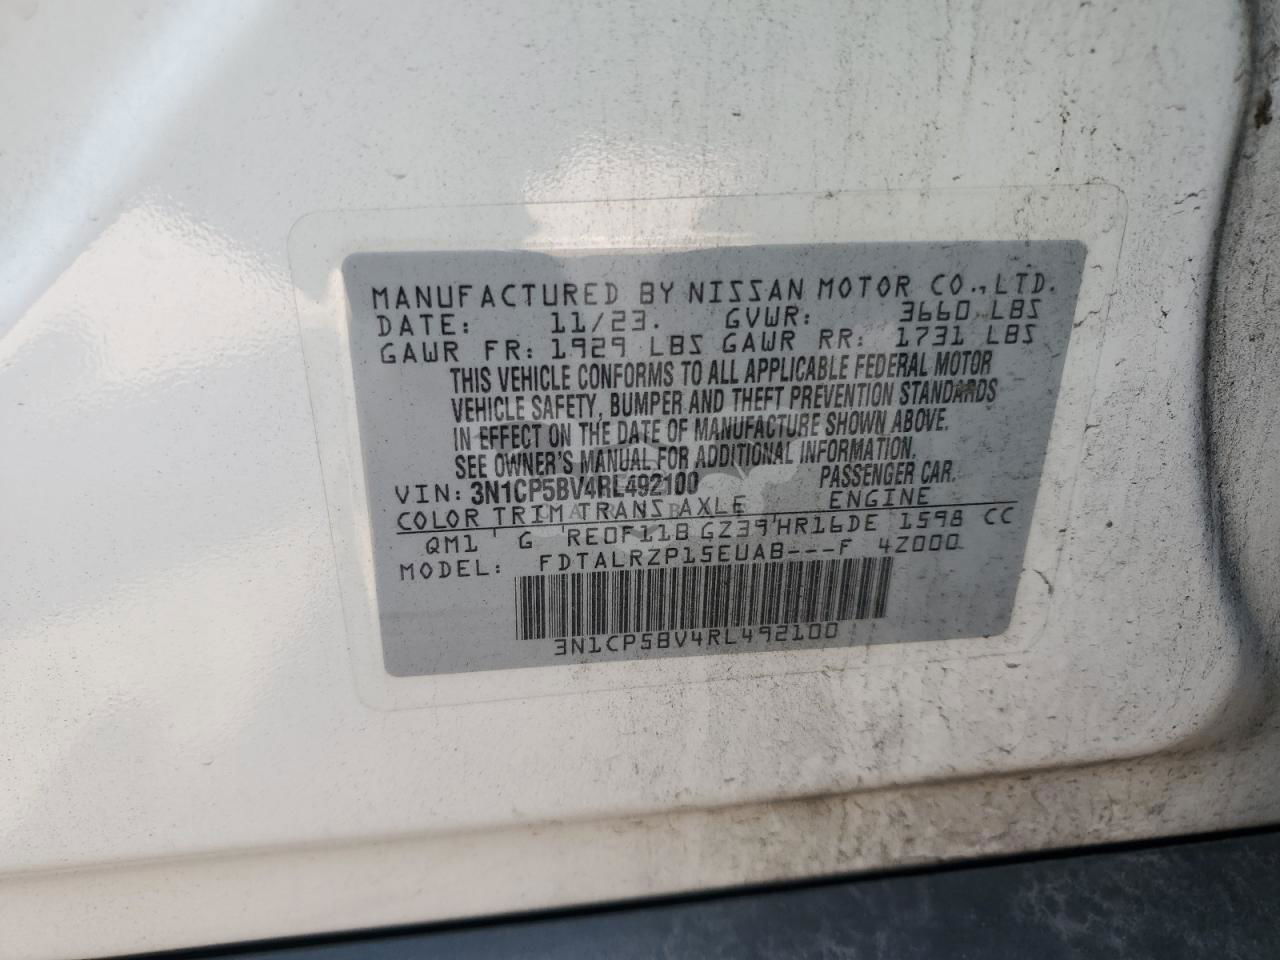 MANUFACTURED BY NISSAN MOTOR CO., LTD.
DATE: 11/23. GVWR: 3660 LBS
GAWR FR: 1929 LBS GAWR RR: 1731 LBS
THIS VEHICLE CONFORMS TO ALL APPLICABLE FEDERAL MOTOR
VEHICLE SAFETY, BUMPER AND THEFT PREVENTION STANDARDS
IN EFFECT ON THE DATE OF MANUFACTURE SHOWN ABOVE.
SEE OWNER'S MANUAL FOR ADDITIONAL INFORMATION.
VIN: 3N1CP5BV4RL492100 PASSENGER CAR.
COLOR TRIM TRANS AXLE ENGINE
QM1 ' G 'RE0F11B GZ39'HR16DE 1598 CC
MODEL: FDTALRZP15EUAB---F 4Z000
3N1CP5BV4RL492100